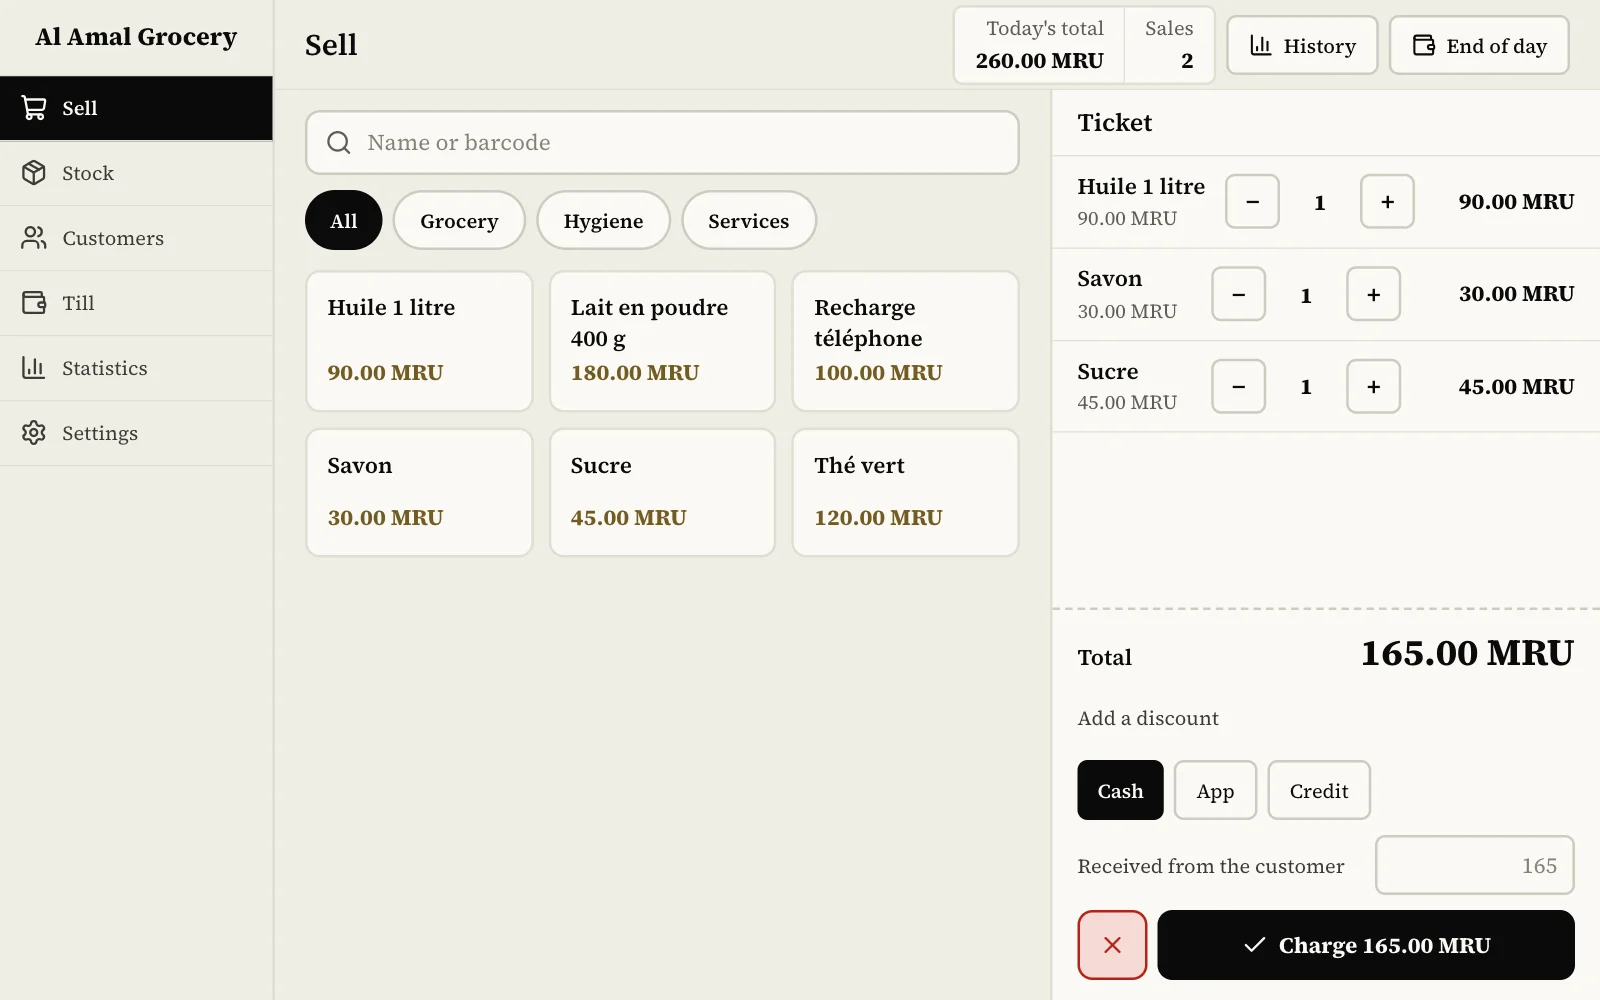 Al Amal Grocery
Sell
Stock
Customers
Till
Statistics
Settings
Sell
Today's total
260.00 MRU
Sales
2
History
End of day
Name or barcode
All
Grocery
Hygiene
Services
Huile 1 litre
90.00 MRU
Lait en poudre
400 g
180.00 MRU
Recharge
téléphone
100.00 MRU
Savon
30.00 MRU
Sucre
45.00 MRU
Thé vert
120.00 MRU
Ticket
Huile 1 litre
90.00 MRU
− 1 +
90.00 MRU
Savon
30.00 MRU
− 1 +
30.00 MRU
Sucre
45.00 MRU
− 1 +
45.00 MRU
Total
165.00 MRU
Add a discount
Cash
App
Credit
Received from the customer
165
Charge 165.00 MRU